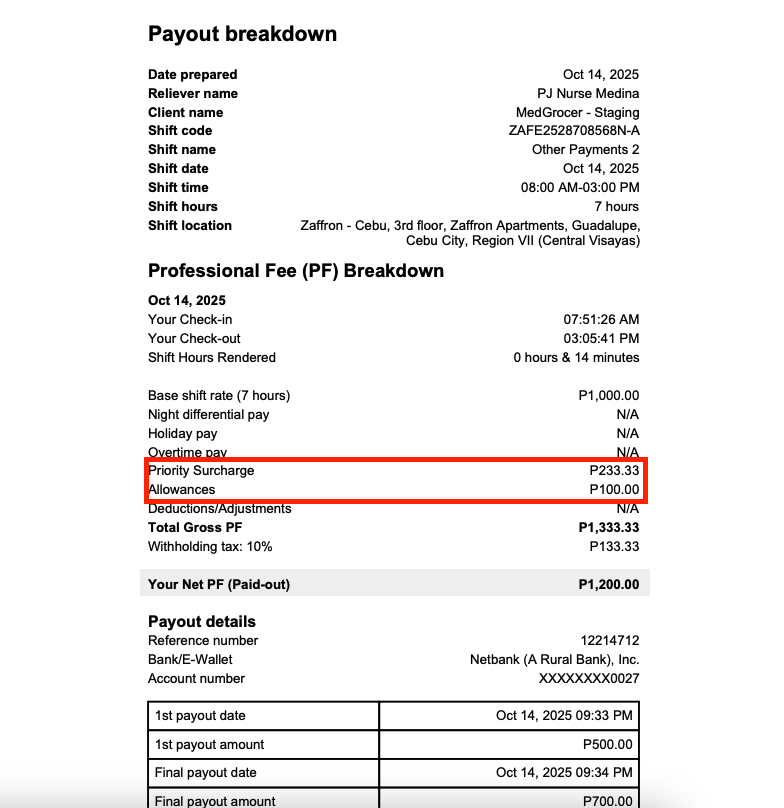 Payout breakdown
Date prepared Oct 14, 2025
Reliever name PJ Nurse Medina
Client name MedGrocer - Staging
Shift code ZAFE2528708568N-A
Shift name Other Payments 2
Shift date Oct 14, 2025
Shift time 08:00 AM-03:00 PM
Shift hours 7 hours
Shift location Zaffron - Cebu, 3rd floor, Zaffron Apartments, Guadalupe,
Cebu City, Region VII (Central Visayas)
Professional Fee (PF) Breakdown
Oct 14, 2025
Your Check-in 07:51:26 AM
Your Check-out 03:05:41 PM
Shift Hours Rendered 0 hours & 14 minutes
Base shift rate (7 hours) P1,000.00
Night differential pay N/A
Holiday pay N/A
Overtime pay N/A
Priority Surcharge P233.33
Allowances P100.00
Deductions/Adjustments N/A
Total Gross PF P1,333.33
Withholding tax: 10% P133.33
Your Net PF (Paid-out) P1,200.00
Payout details
Reference number 12214712
Bank/E-Wallet Netbank (A Rural Bank), Inc.
Account number XXXXXXXX0027
1st payout date Oct 14, 2025 09:33 PM
1st payout amount P500.00
Final payout date Oct 14, 2025 09:34 PM
Final payout amount P700.00